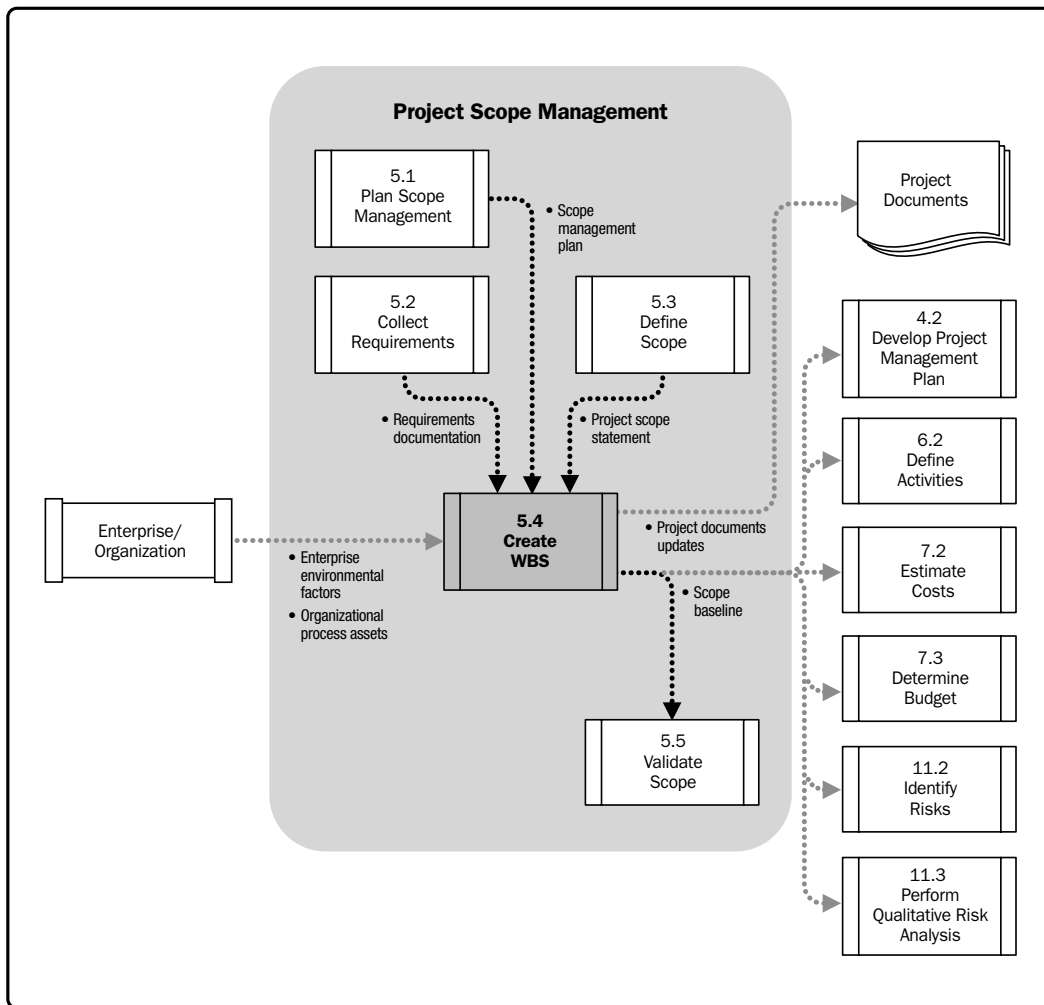 Project Scope Management
5.1
Plan Scope
Management
• Scope
management
plan
Project
Documents
5.2
Collect
Requirements
5.3
Define
Scope
4.2
Develop Project
Management
Plan
• Requirements
documentation
• Project scope
statement
6.2
Define
Activities
Enterprise/
Organization
• Enterprise
environmental
factors
• Organizational
process assets
5.4
Create
WBS
• Project documents
updates
• Scope
baseline
7.2
Estimate
Costs
7.3
Determine
Budget
5.5
Validate
Scope
11.2
Identify
Risks
11.3
Perform
Qualitative Risk
Analysis